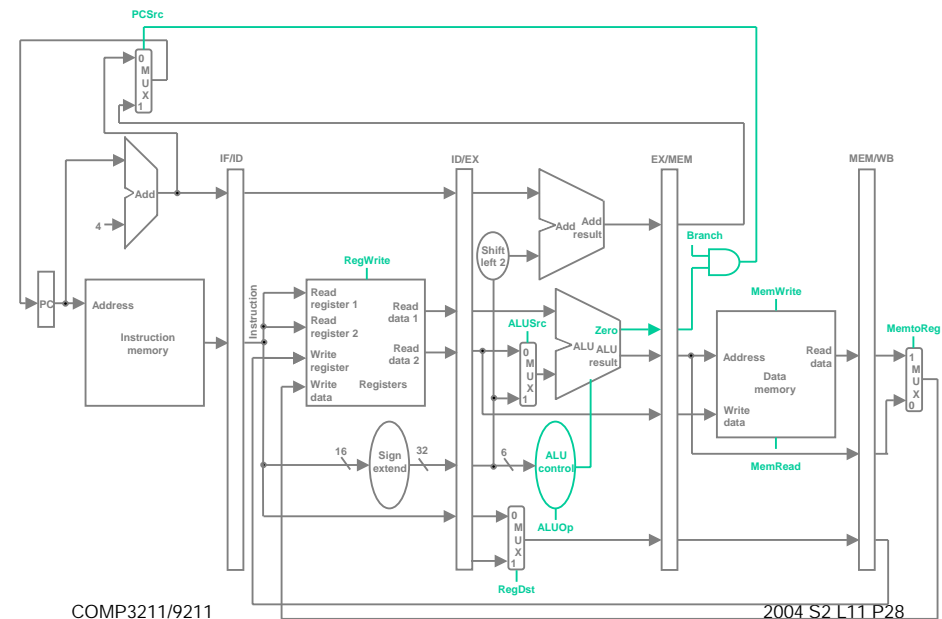 PCSrc
0
M
U
X
1
IF/ID
ID/EX
EX/MEM
MEM/WB
Add
4
Add
Add
result
Shift
left 2
Branch
RegWrite
MemWrite
PC
Address
Instruction
memory
Instruction
Read
register 1
Read
register 2
Write
register
Write
data
Read
data 1
Read
data 2
Registers
ALUSrc
0
M
U
X
1
Zero
ALU
ALU
result
Address
Read
data
Data
memory
Write
data
MemtoReg
1
M
U
X
0
16
Sign
extend
32
6
ALU
control
MemRead
ALUOp
0
M
U
X
1
RegDst
COMP3211/9211
2004 S2 L11 P28